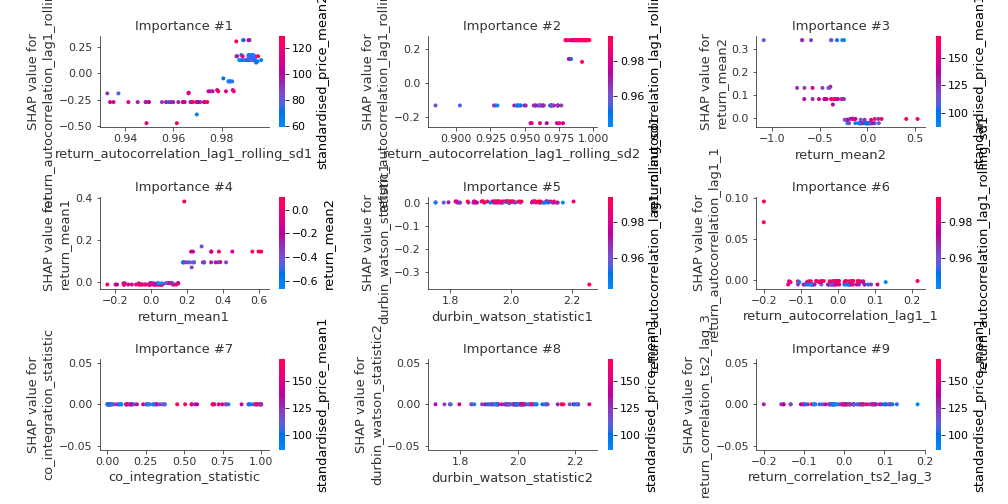 Importance #1
SHAP value for
return_autocorrelation_lag1_rolling_sd1
0.25
0.00
−0.25
−0.50
0.94
0.96
0.98
return_autocorrelation_lag1_rolling_sd1
120
100
80
60
standardised_price_mean2
Importance #2
SHAP value for
0.2
0.0
−0.2
0.900
0.925
0.950
0.975
1.000
return_autocorrelation_lag1_rolling_sd2
0.98
0.96
Importance #3
SHAP value for
return_mean2
0.3
0.2
0.1
0.0
−1.0
−0.5
0.0
0.5
return_mean2
150
100
standardised_price_mean1
Importance #4
SHAP value for
return_mean1
0.4
0.2
0.0
−0.2
0.0
0.2
0.4
0.6
return_mean1
0.0
−0.2
−0.4
−0.6
return_mean2
Importance #5
SHAP value for
durbin_watson_statistic1
0.0
−0.1
−0.2
−0.3
1.8
2.0
2.2
durbin_watson_statistic1
0.98
0.96
Importance #6
SHAP value for
return_autocorrelation_lag1_1
0.10
0.05
0.00
−0.2
−0.1
0.0
0.1
0.2
return_autocorrelation_lag1_1
0.98
0.96
return_autocorrelation_lag1_rolling_sd1
Importance #7
SHAP value for
co_integration_statistic
0.05
0.00
−0.05
0.00
0.25
0.50
0.75
1.00
co_integration_statistic
150
125
100
standardised_price_mean1
Importance #8
SHAP value for
durbin_watson_statistic2
0.05
0.00
−0.05
1.8
2.0
2.2
durbin_watson_statistic2
150
125
100
standardised_price_mean1
Importance #9
SHAP value for
return_correlation_ts2_lag_3
0.05
0.00
−0.05
−0.2
−0.1
0.0
0.1
0.2
return_correlation_ts2_lag_3
150
125
100
standardised_price_mean1